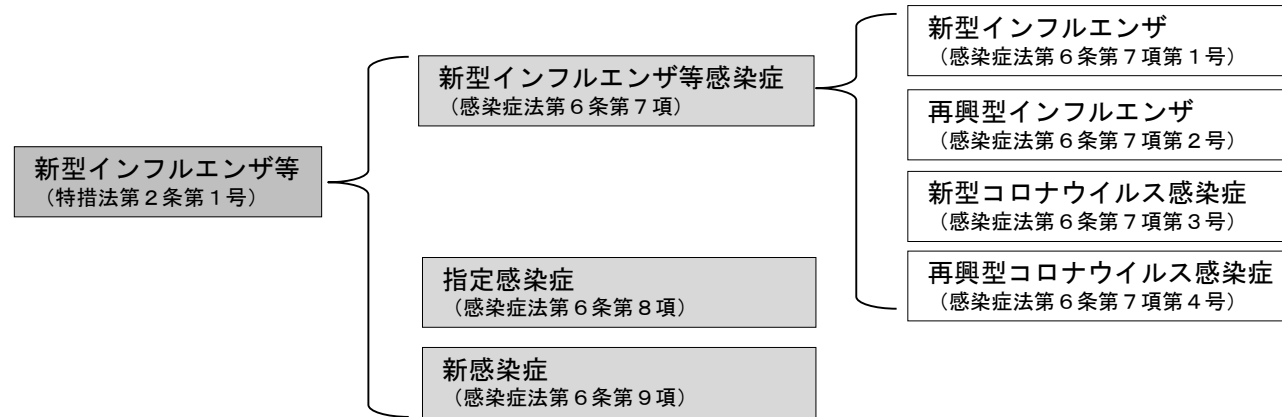 新型インフルエンザ等
(特措法第2条第1号)
新型インフルエンザ等感染症
(感染症法第6条第7項)
指定感染症
(感染症法第6条第8項)
新感染症
(感染症法第6条第9項)
新型インフルエンザ
(感染症法第6条第7項第1号)
再興型インフルエンザ
(感染症法第6条第7項第2号)
新型コロナウイルス感染症
(感染症法第6条第7項第3号)
再興型コロナウイルス感染症
(感染症法第6条第7項第4号)